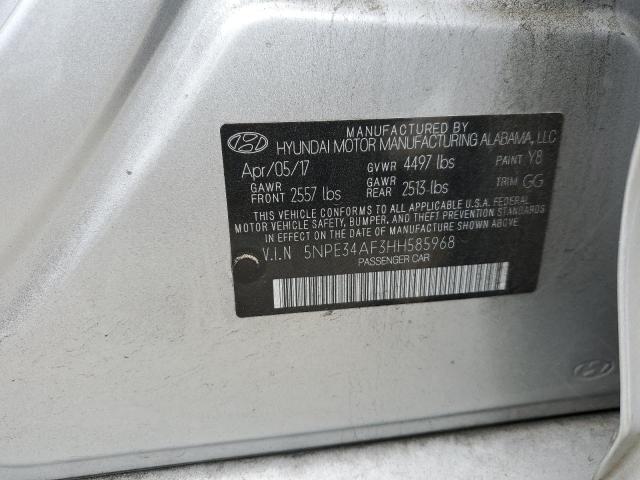 MANUFACTURED BY
HYUNDAI MOTOR MANUFACTURING ALABAMA, LLC
Apr/05/17 GVWR 4497 lbs PAINT Y8
GAWR FRONT 2557 lbs GAWR REAR 2513 lbs TRIM GG
THIS VEHICLE CONFORMS TO ALL APPLICABLE U.S.A. FEDERAL
MOTOR VEHICLE SAFETY, BUMPER, AND THEFT PREVENTION STANDARDS
IN EFFECT ON THE DATE OF MANUFACTURE SHOWN ABOVE.
V.I.N 5NPE34AF3HH585968
PASSENGER CAR